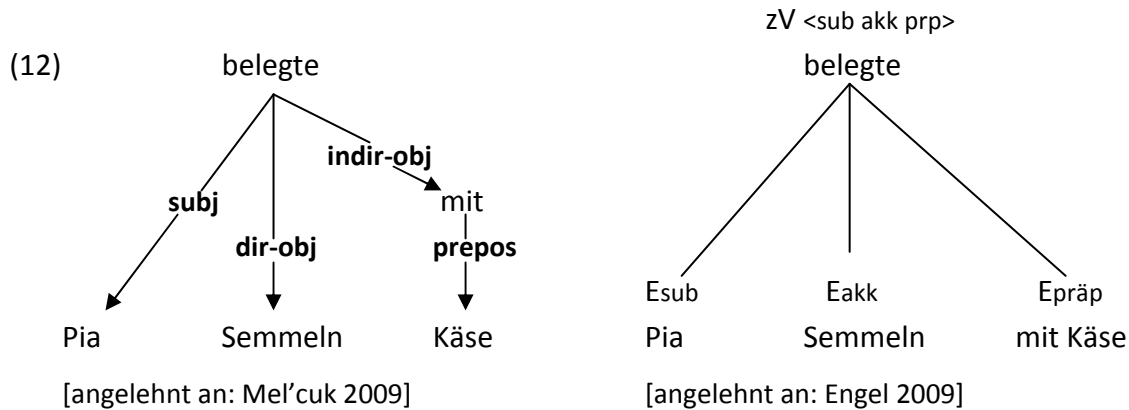 zV <sub akk prp>
(12) belegte belegte
indir-obj
subj mit
dir-obj prepos
Esub Eakk Epräp
Pia Semmeln Käse Pia Semmeln mit Käse
[angelehnt an: Mel’cuk 2009] [angelehnt an: Engel 2009]